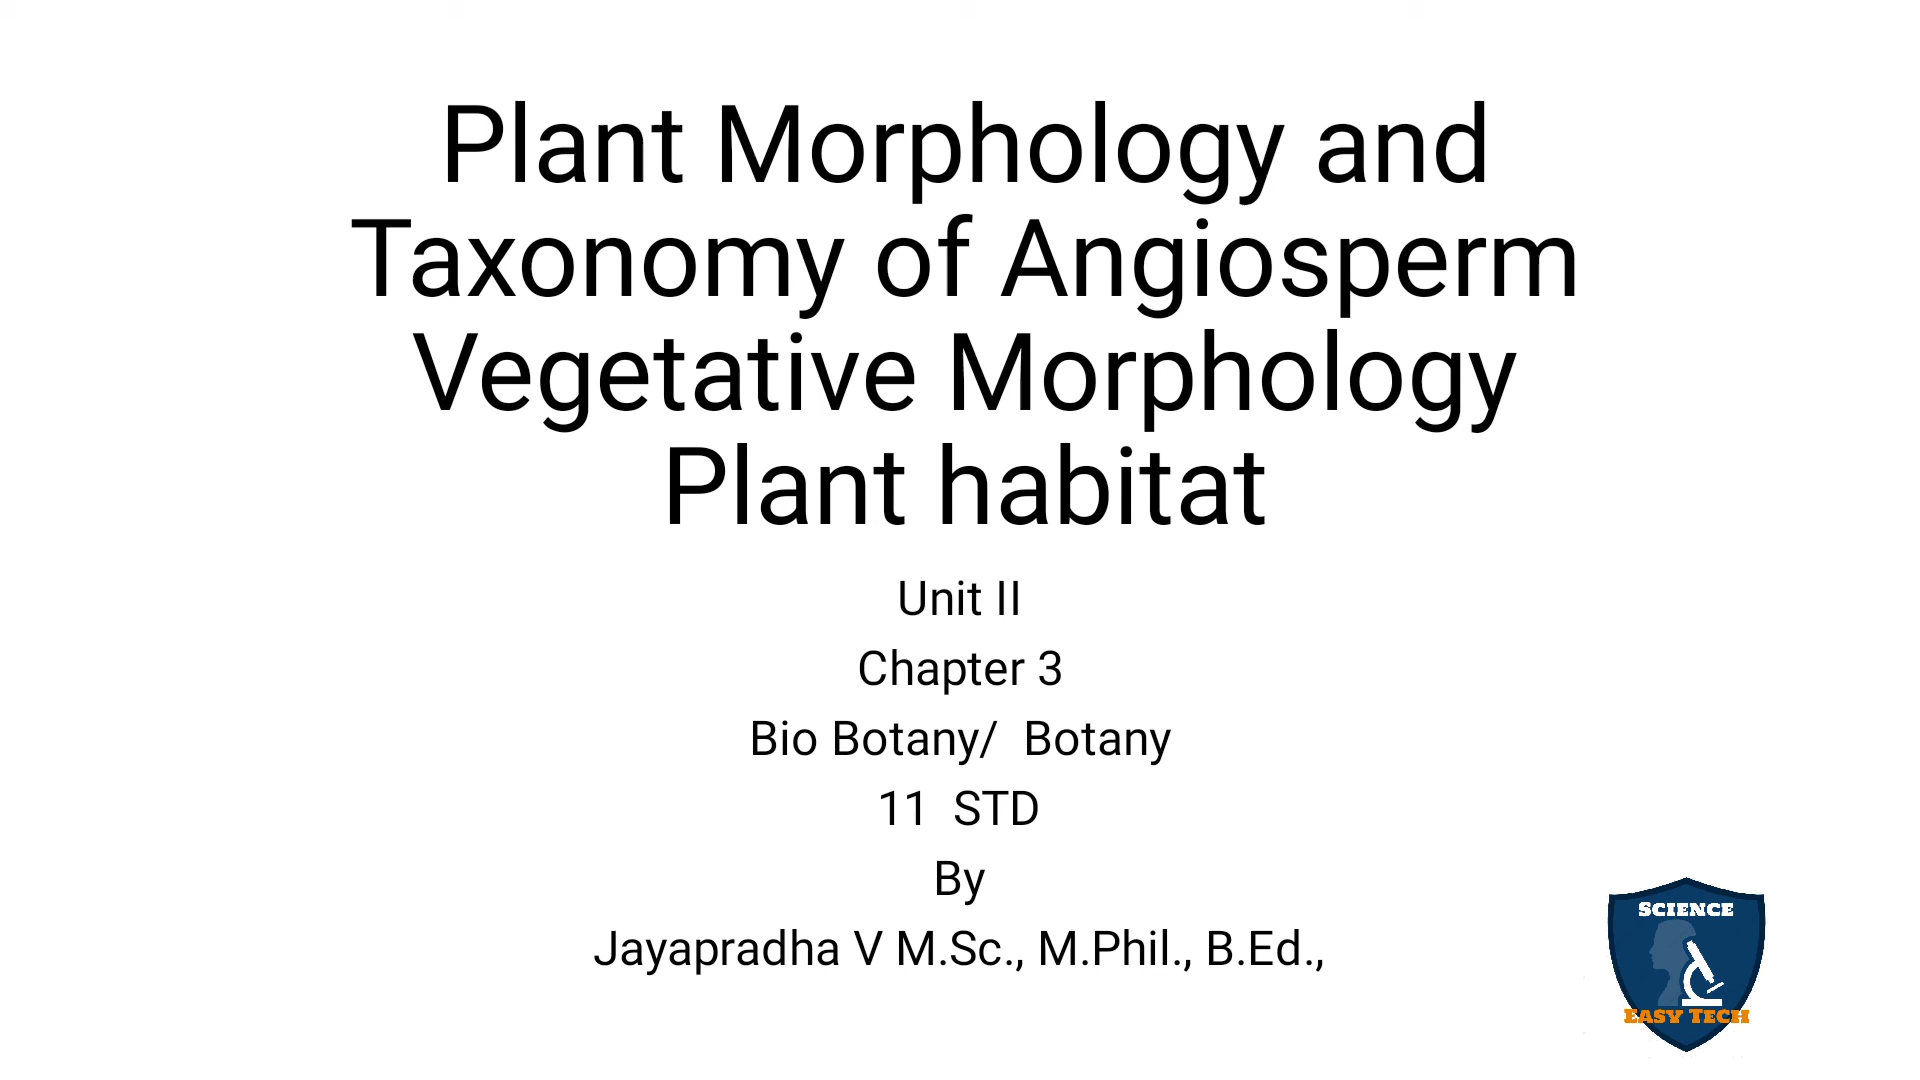 Plant Morphology and
Taxonomy of Angiosperm
Vegetative Morphology
Plant habitat
Unit II
Chapter 3
Bio Botany/  Botany
11  STD
By
Jayapradha V M.Sc., M.Phil., B.Ed.,
SCIENCE
EASY TECH